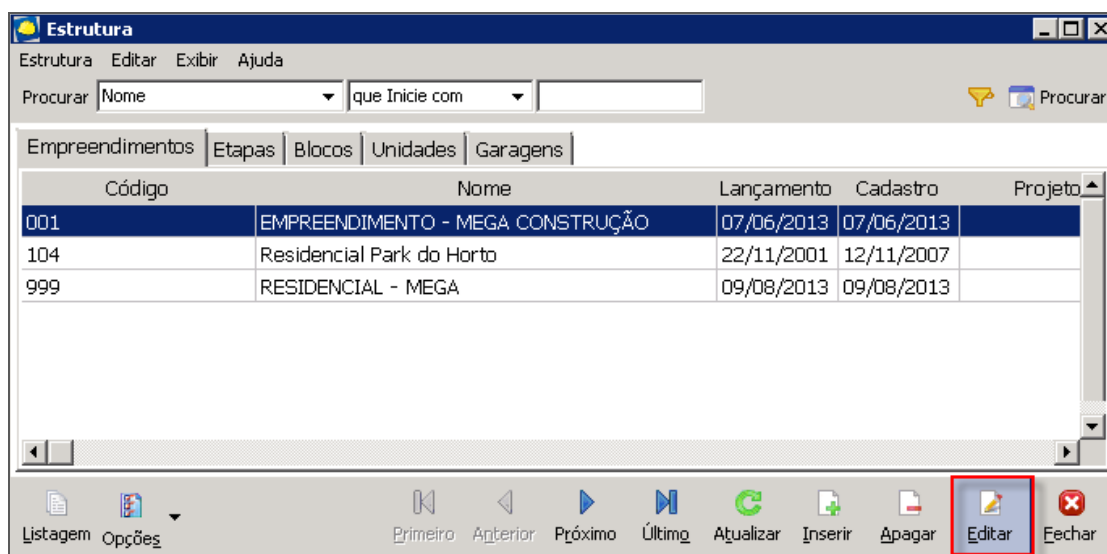 Estrutura
Estrutura Editar Exibir Ajuda
Procurar Nome que Inicie com Procurar
Empreendimentos Etapas Blocos Unidades Garagens
Código Nome Lançamento Cadastro Projeto
001 EMPREENDIMENTO - MEGA CONSTRUÇÃO 07/06/2013 07/06/2013
104 Residencial Park do Horto 22/11/2001 12/11/2007
999 RESIDENCIAL - MEGA 09/08/2013 09/08/2013
Listagem Opções Primeiro Anterior Próximo Último Atualizar Inserir Apagar Editar Fechar